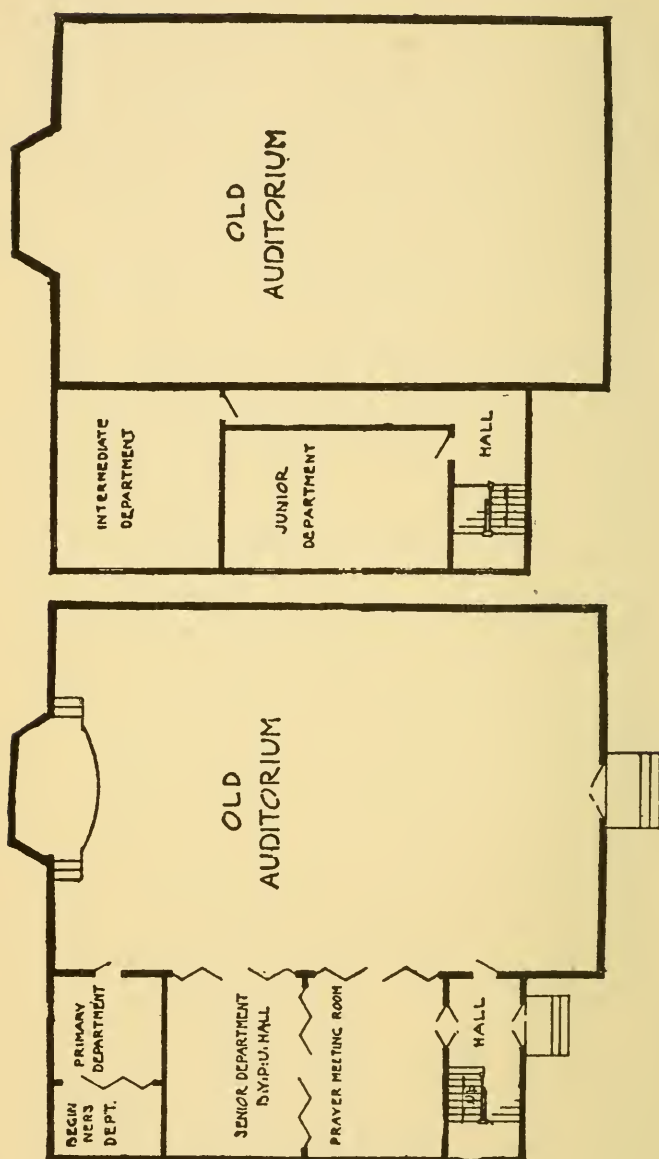 OLD
AUDITORIUM
INTERMEDIATE
DEPARTMENT
JUNIOR
DEPARTMENT
HALL
OLD
AUDITORIUM
PRIMARY
DEPARTMENT
BEGIN
NERS
DEPT.
SENIOR DEPARTMENT
B.Y.P.U. HALL
PRAYER MEETING ROOM
HALL
UP